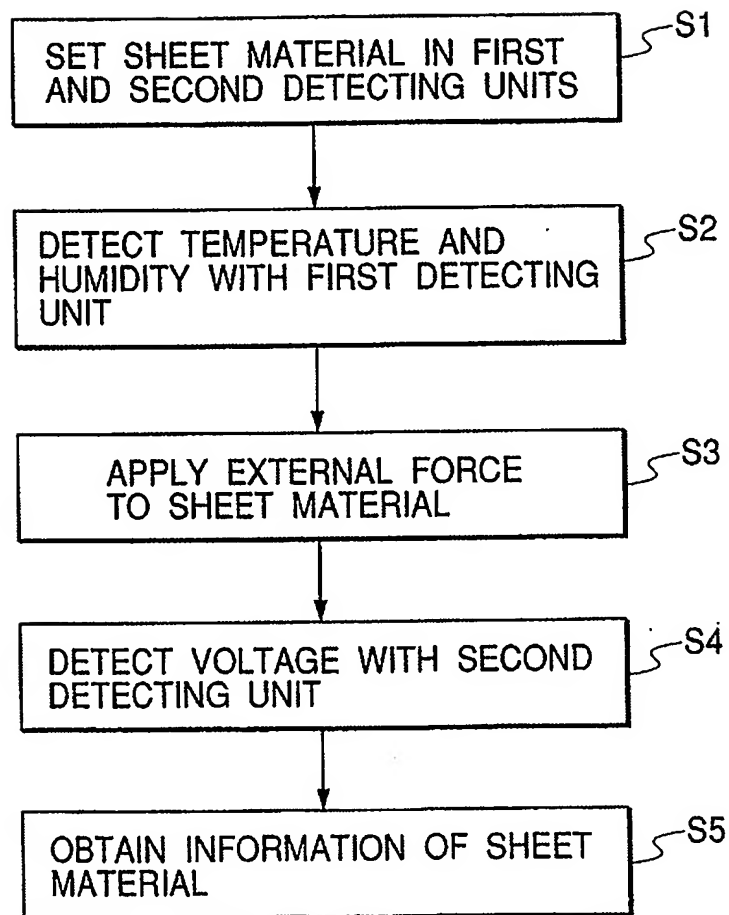 SET SHEET MATERIAL IN FIRST
AND SECOND DETECTING UNITS
S1
DETECT TEMPERATURE AND
HUMIDITY WITH FIRST DETECTING
UNIT
S2
APPLY EXTERNAL FORCE
TO SHEET MATERIAL
S3
DETECT VOLTAGE WITH SECOND
DETECTING UNIT
S4
OBTAIN INFORMATION OF SHEET
MATERIAL
S5